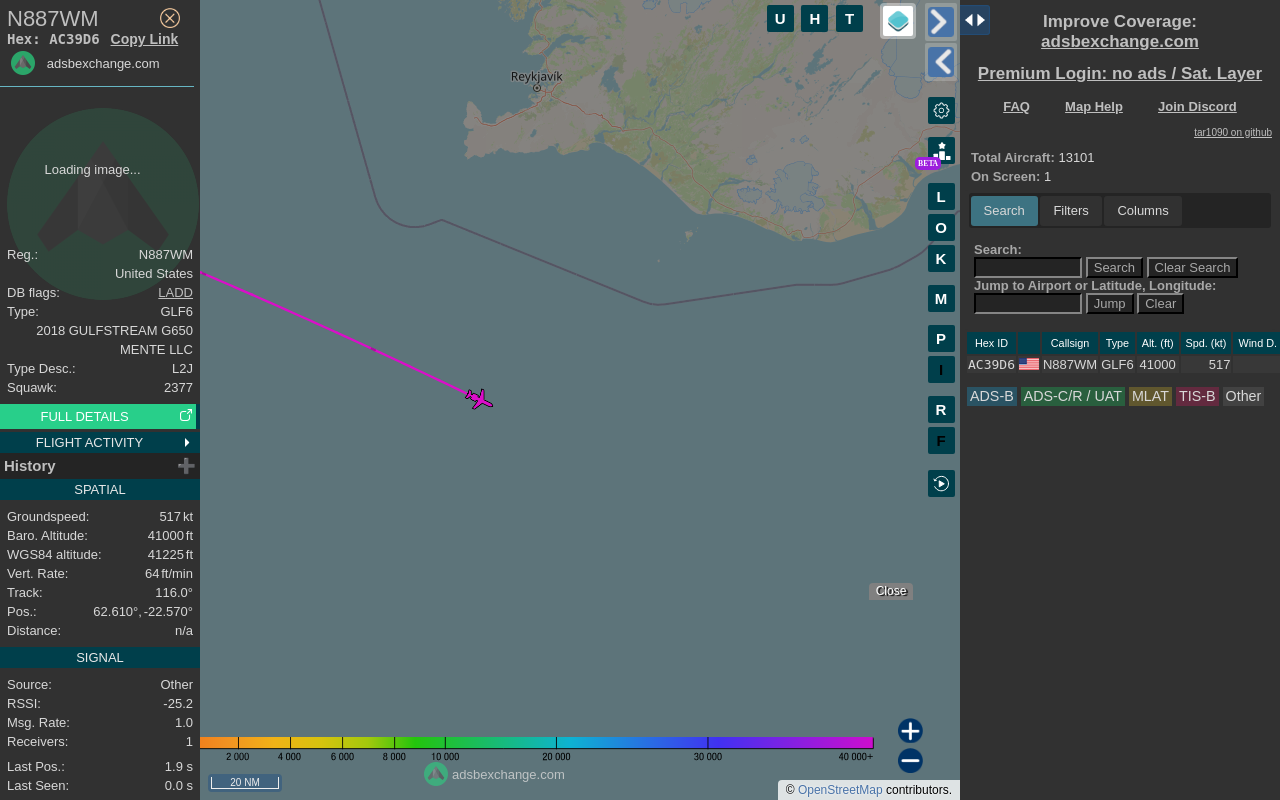 N887WM
Hex: AC39D6 Copy Link
adsbexchange.com
Loading image...
Reg.: N887WM
United States
DB flags: LADD
Type: GLF6
2018 GULFSTREAM G650
MENTE LLC
Type Desc.: L2J
Squawk: 2377
FULL DETAILS
FLIGHT ACTIVITY
History
SPATIAL
Groundspeed: 517 kt
Baro. Altitude: 41000 ft
WGS84 altitude: 41225 ft
Vert. Rate: 64 ft/min
Track: 116.0°
Pos.: 62.610°, -22.570°
Distance: n/a
SIGNAL
Source: Other
RSSI: -25.2
Msg. Rate: 1.0
Receivers: 1
Last Pos.: 1.9 s
Last Seen: 0.0 s
Reykjavík
U H T
BETA
L
O
K
M
P
I
R
F
Close
2 000 4 000 6 000 8 000 10 000 20 000 30 000 40 000+
20 NM
adsbexchange.com
© OpenStreetMap contributors.
Improve Coverage:
adsbexchange.com
Premium Login: no ads / Sat. Layer
FAQ Map Help Join Discord
tar1090 on github
Total Aircraft: 13101
On Screen: 1
Search Filters Columns
Search:
Search Clear Search
Jump to Airport or Latitude, Longitude:
Jump Clear
Hex ID Callsign Type Alt. (ft) Spd. (kt) Wind D.
AC39D6 N887WM GLF6 41000 517
ADS-B ADS-C/R / UAT MLAT TIS-B Other